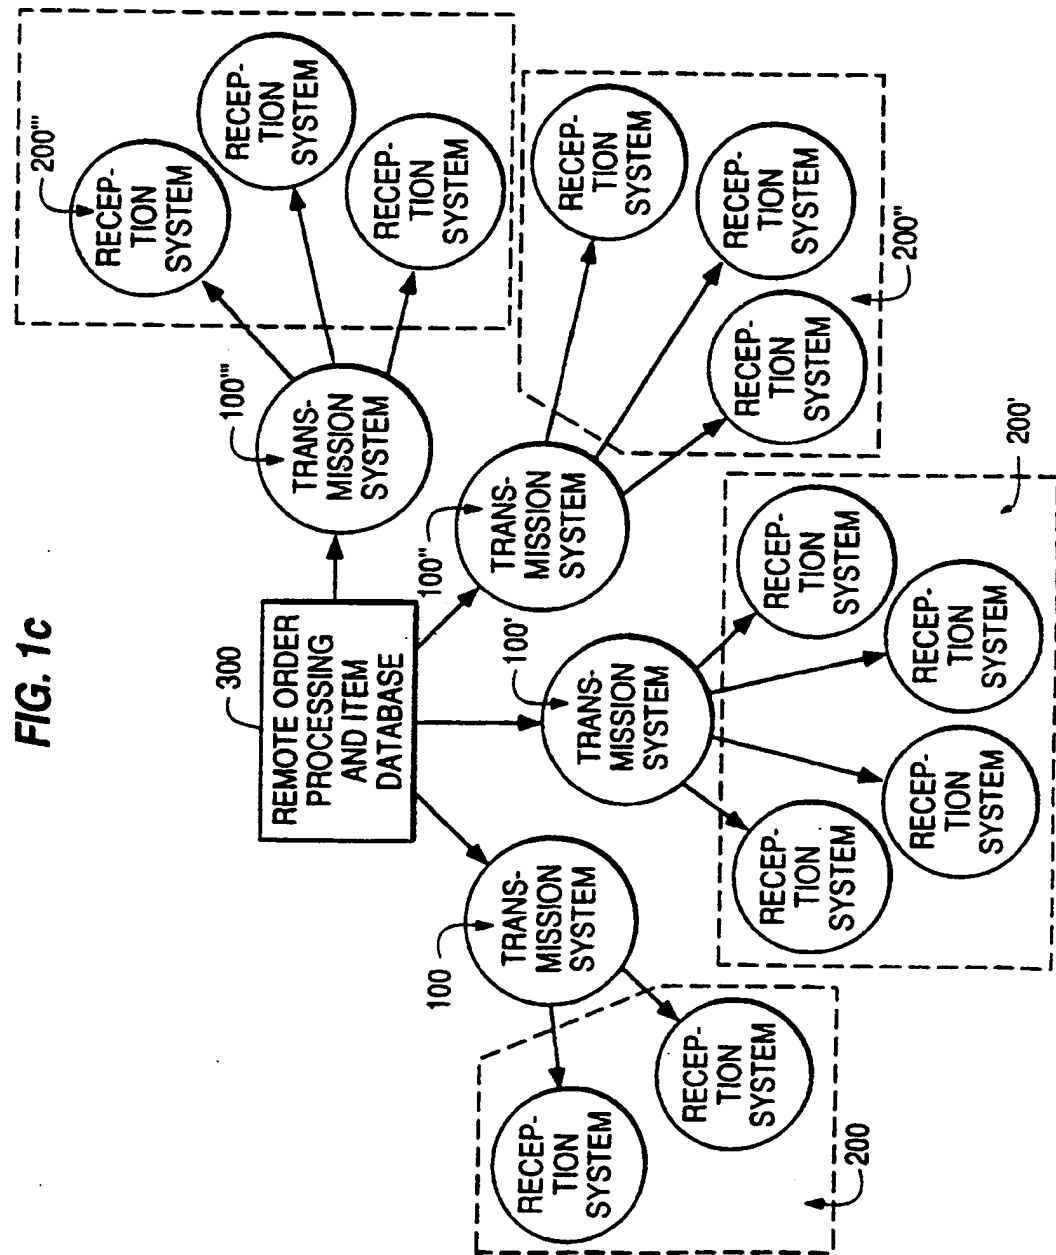 FIG. 1c
300
REMOTE ORDER
PROCESSING
AND ITEM
DATABASE
100
TRANS-
MISSION
SYSTEM
RECEP-
TION
SYSTEM
RECEP-
TION
SYSTEM
200
100'
TRANS-
MISSION
SYSTEM
RECEP-
TION
SYSTEM
RECEP-
TION
SYSTEM
RECEP-
TION
SYSTEM
RECEP-
TION
SYSTEM
200'
100"
TRANS-
MISSION
SYSTEM
RECEP-
TION
SYSTEM
RECEP-
TION
SYSTEM
RECEP-
TION
SYSTEM
200"
100'''
TRANS-
MISSION
SYSTEM
200'''
RECEP-
TION
SYSTEM
RECEP-
TION
SYSTEM
RECEP-
TION
SYSTEM